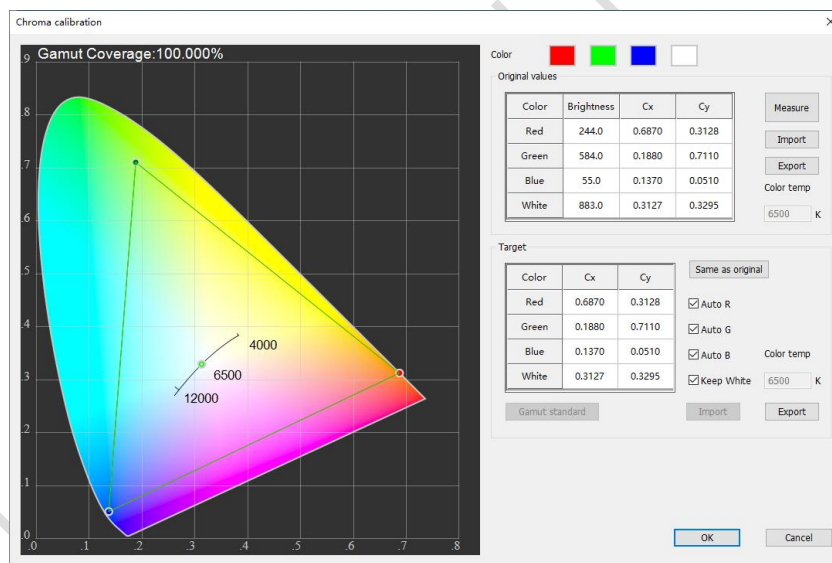 Chroma calibration
Gamut Coverage:100.000%
.9
.8
.7
.6
.5
.4
.3
.2
.1
.0
.0 .1 .2 .3 .4 .5 .6 .7 .8
4000
6500
12000
Color
Original values
Color Brightness Cx Cy
Red 244.0 0.6870 0.3128
Green 584.0 0.1880 0.7110
Blue 55.0 0.1370 0.0510
White 883.0 0.3127 0.3295
Measure
Import
Export
Color temp
6500 K
Target
Color Cx Cy
Red 0.6870 0.3128
Green 0.1880 0.7110
Blue 0.1370 0.0510
White 0.3127 0.3295
Same as original
Auto R
Auto G
Auto B
Color temp
Keep White
6500 K
Gamut standard
Import
Export
OK
Cancel